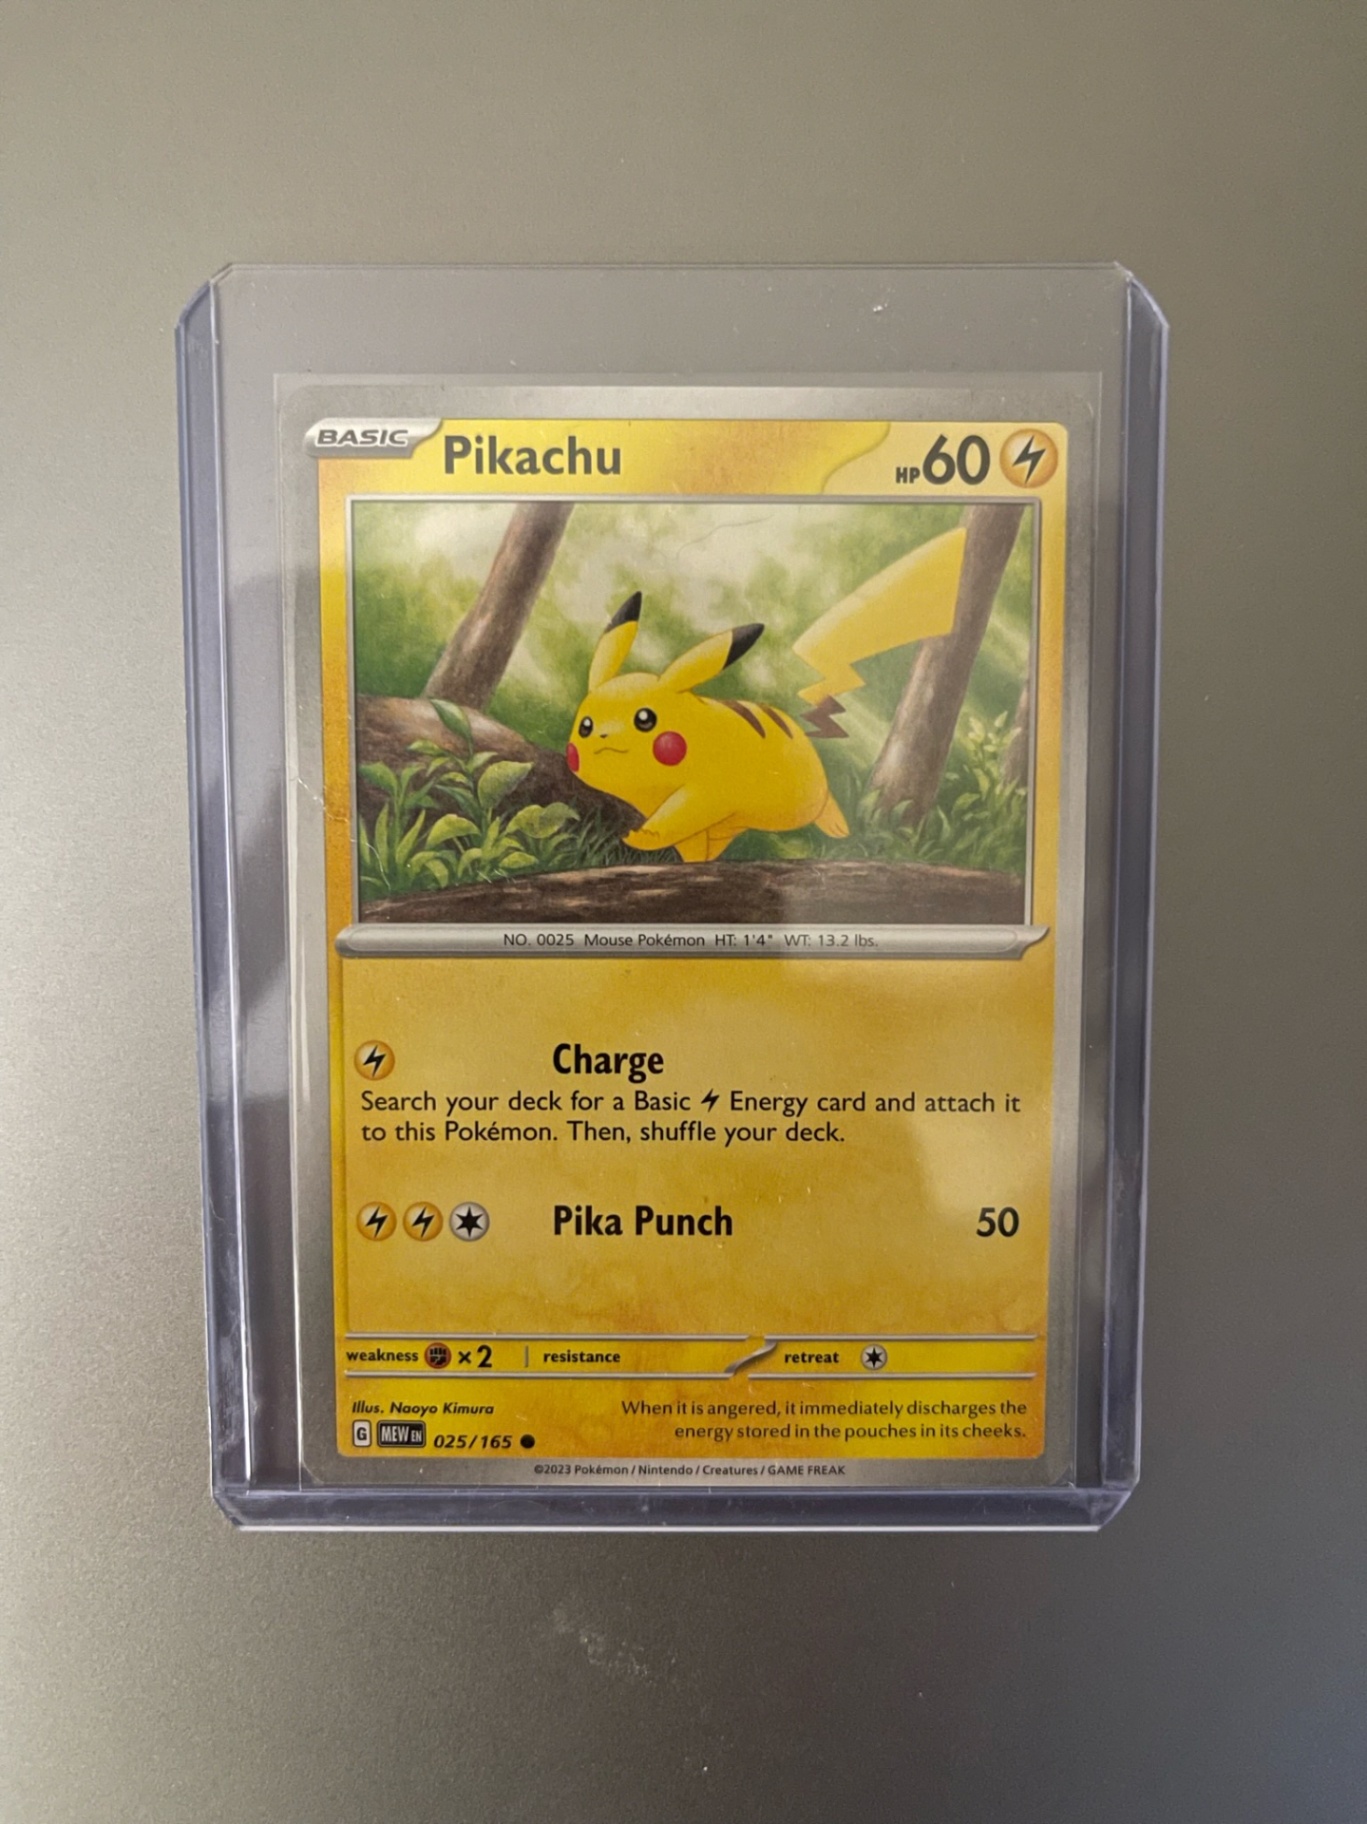 BASIC Pikachu HP 60
NO. 0025 Mouse Pokémon HT: 1'4" WT: 13.2 lbs.
Charge
Search your deck for a Basic Energy card and attach it
to this Pokémon. Then, shuffle your deck.
Pika Punch 50
weakness ×2 resistance retreat
Illus. Naoyo Kimura
When it is angered, it immediately discharges the
energy stored in the pouches in its cheeks.
G MEW EN 025/165
©2023 Pokémon / Nintendo / Creatures / GAME FREAK